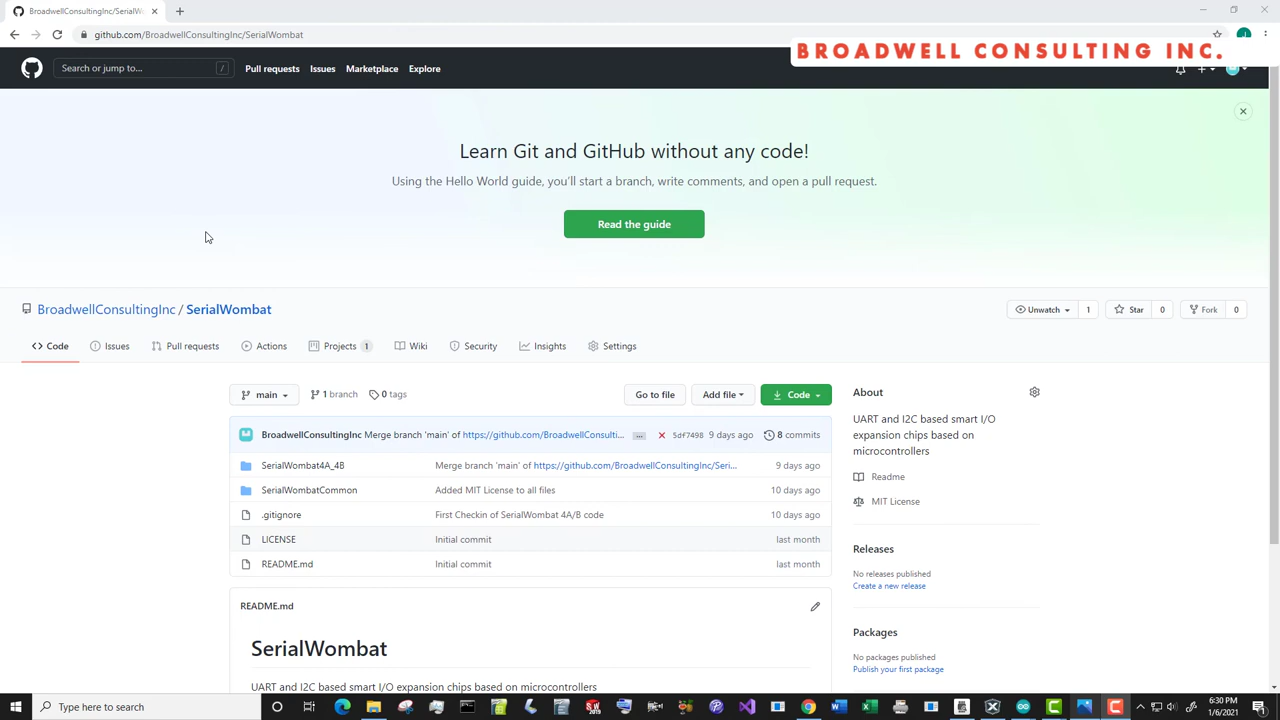 BroadwellConsultingInc/SerialW
github.com/BroadwellConsultingInc/SerialWombat
BROADWELL CONSULTING INC.
Search or jump to...
/
Pull requests
Issues
Marketplace
Explore
Learn Git and GitHub without any code!
Using the Hello World guide, you'll start a branch, write comments, and open a pull request.
Read the guide
BroadwellConsultingInc / SerialWombat
Unwatch 1
Star 0
Fork 0
Code
Issues
Pull requests
Actions
Projects 1
Wiki
Security
Insights
Settings
main
1 branch
0 tags
Go to file
Add file
Code
BroadwellConsultingInc Merge branch 'main' of https://github.com/BroadwellConsulti... ... 5df7498 9 days ago 8 commits
SerialWombat4A_4B Merge branch 'main' of https://github.com/BroadwellConsultingInc/Seri... 9 days ago
SerialWombatCommon Added MIT License to all files 10 days ago
.gitignore First Checkin of SerialWombat 4A/B code 10 days ago
LICENSE Initial commit last month
README.md Initial commit last month
README.md
SerialWombat
UART and I2C based smart I/O expansion chips based on microcontrollers
About
UART and I2C based smart I/O
expansion chips based on
microcontrollers
Readme
MIT License
Releases
No releases published
Create a new release
Packages
No packages published
Publish your first package
Type here to search
6:30 PM
1/6/2021